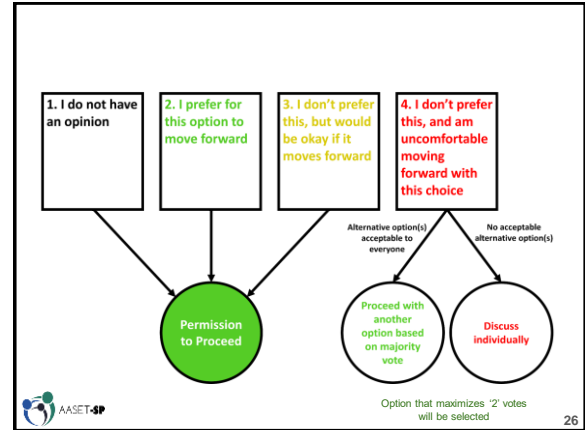 1. I do not have
an opinion
2. I prefer for
this option to
move forward
3. I don't prefer
this, but would
be okay if it
moves forward
4. I don't prefer
this, and am
uncomfortable
moving
forward with
this choice
Alternative option(s)
acceptable to
everyone
No acceptable
alternative option(s)
Permission
to Proceed
Proceed with
another
option based
on majority
vote
Discuss
individually
Option that maximizes '2' votes
will be selected
AASET-SP
26